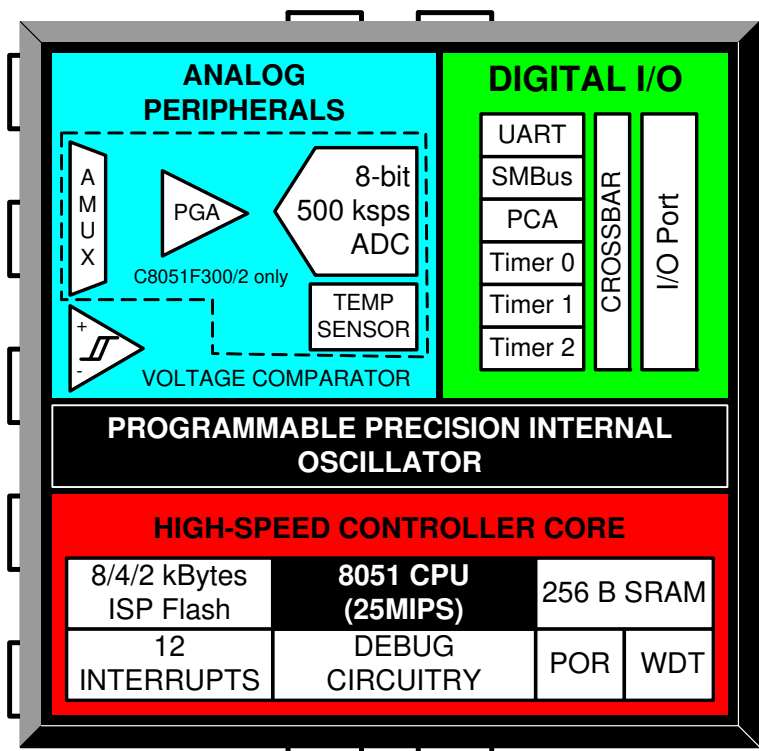 ANALOG
PERIPHERALS
A
M
U
X
PGA
8-bit
500 ksps
ADC
C8051F300/2 only
TEMP
SENSOR
+
-
VOLTAGE COMPARATOR
DIGITAL I/O
UART
SMBus
PCA
Timer 0
Timer 1
Timer 2
CROSSBAR
I/O Port
PROGRAMMABLE PRECISION INTERNAL
OSCILLATOR
HIGH-SPEED CONTROLLER CORE
8/4/2 kBytes
ISP Flash
8051 CPU
(25MIPS)
256 B SRAM
12
INTERRUPTS
DEBUG
CIRCUITRY
POR
WDT